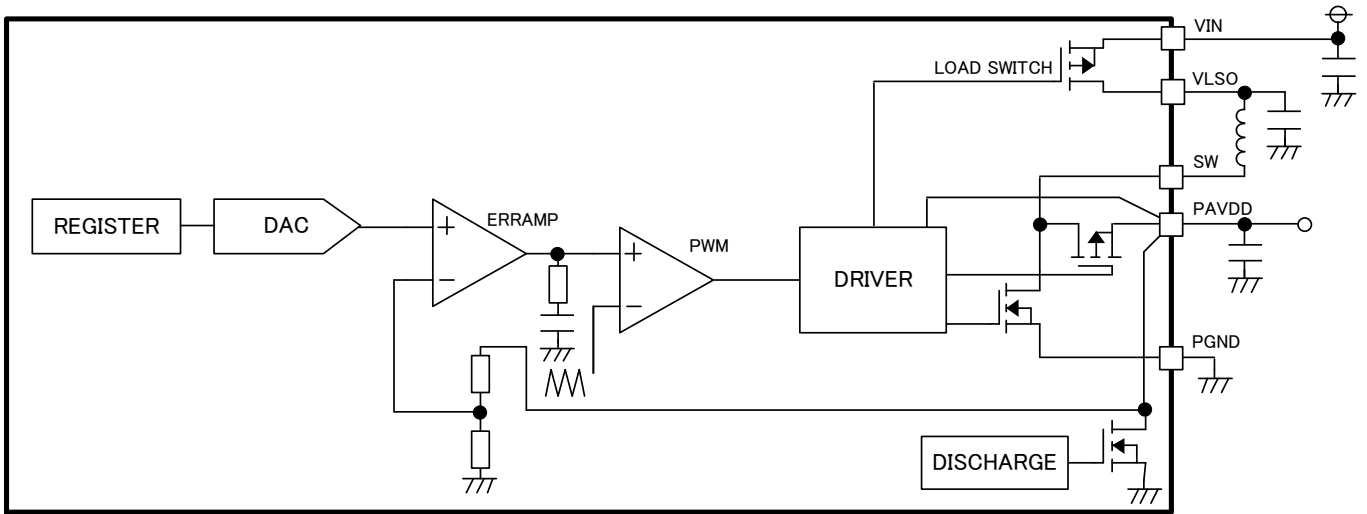 VIN
LOAD SWITCH
VLSO
SW
REGISTER
DAC
+
−
ERRAMP
+
−
PWM
DRIVER
PAVDD
PGND
DISCHARGE